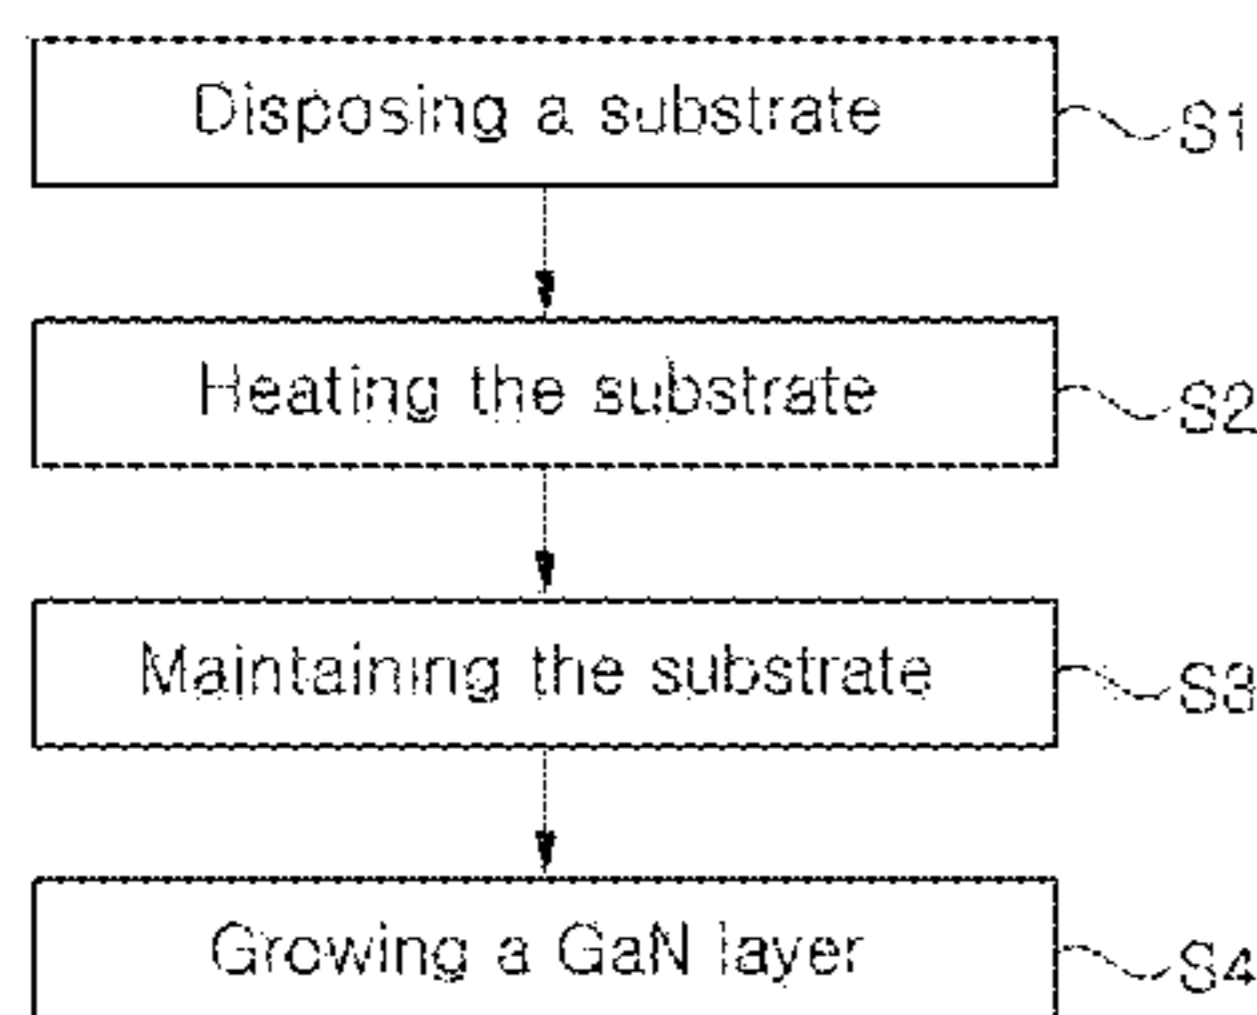 Disposing a substrate S1
Heating the substrate S2
Maintaining the substrate S3
Growing a GaN layer S4